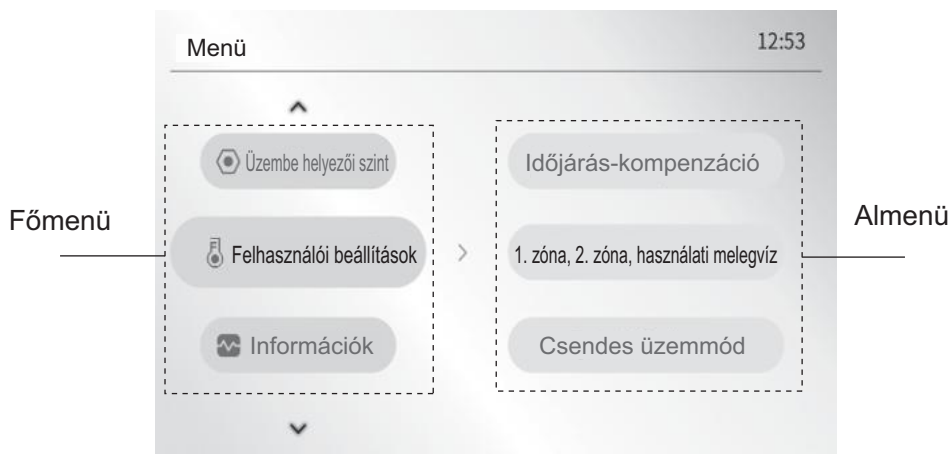 Menü
12:53
Főmenü
Üzembe helyezői szint
Felhasználói beállítások
Információk
Időjárás-kompenzáció
1. zóna, 2. zóna, használati melegvíz
Csendes üzemmód
Almenü